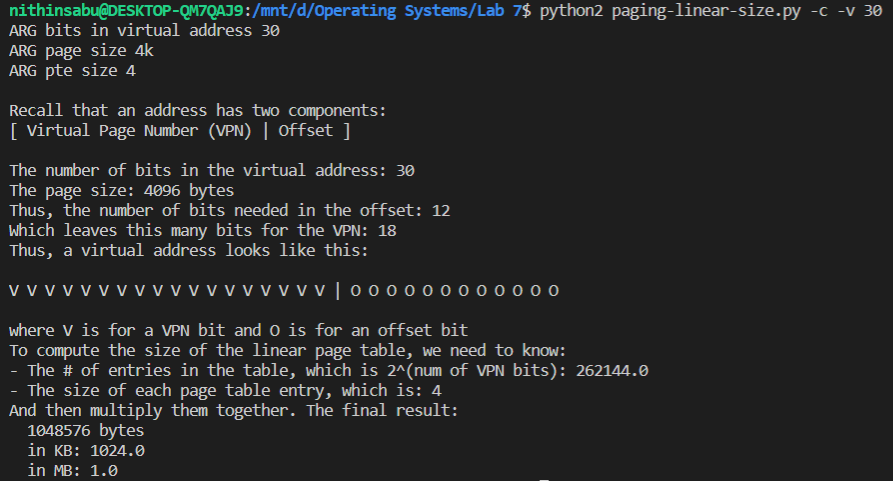 nithinsabu@DESKTOP-QM7QAJ9:/mnt/d/Operating Systems/Lab 7$ python2 paging-linear-size.py -c -v 30
ARG bits in virtual address 30
ARG page size 4k
ARG pte size 4
Recall that an address has two components:
[ Virtual Page Number (VPN) | Offset ]
The number of bits in the virtual address: 30
The page size: 4096 bytes
Thus, the number of bits needed in the offset: 12
Which leaves this many bits for the VPN: 18
Thus, a virtual address looks like this:
V V V V V V V V V V V V V V V V V V | O O O O O O O O O O O O
where V is for a VPN bit and O is for an offset bit
To compute the size of the linear page table, we need to know:
- The # of entries in the table, which is 2^(num of VPN bits): 262144.0
- The size of each page table entry, which is: 4
And then multiply them together. The final result:
1048576 bytes
in KB: 1024.0
in MB: 1.0